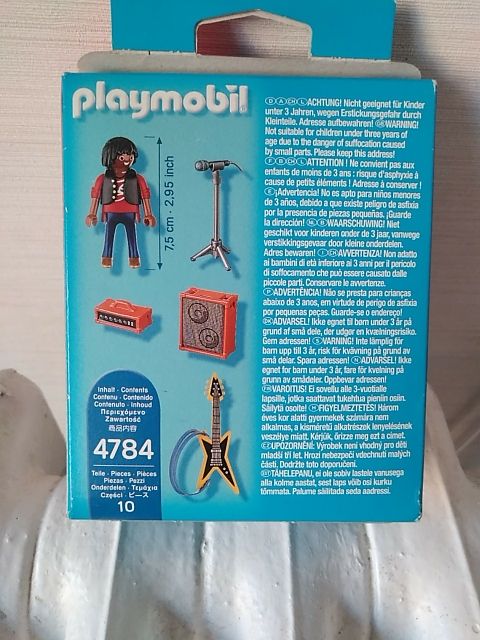 playmobil
7,5 cm · 2,95 inch
Inhalt · Contents
Contenu · Contenido
Contenuto · Inhoud
Περιεχόμενο
Zawartość
商品内容
4784
Teile · Pieces · Pièces
Piezas · Pezzi
Onderdelen · Τεμάχια
Części · ピース
10
D A CH L ACHTUNG! Nicht geeignet für Kinder
unter 3 Jahren, wegen Erstickungsgefahr durch
Kleinteile. Adresse aufbewahren! GB WARNING!
Not suitable for children under three years of
age due to the danger of suffocation caused
by small parts. Please keep this address!
F B CH L ATTENTION ! Ne convient pas aux
enfants de moins de 3 ans : risque d'asphyxie à
cause de petits éléments ! Adresse à conserver !
E ¡Advertencia! No es apto para niños menores
de 3 años, debido a que existe peligro de asfixia
por la presencia de piezas pequeñas. ¡Guarde
la dirección! NL B WAARSCHUWING! Niet
geschikt voor kinderen onder de 3 jaar, vanwege
verstikkingsgevaar door kleine onderdelen.
Adres bewaren! I CH AVVERTENZA! Non adatto
ai bambini di età inferiore ai 3 anni per il pericolo
di soffocamento che può essere causato dalle
piccole parti. Conservare le avvertenze.
P ADVERTÊNCIA! Não se presta para crianças
abaixo de 3 anos, em virtude de perigo de asfixia
por pequenas peças. Guarde-se o endereço!
DK ADVARSEL! Ikke egnet til børn under 3 år på
grund af små dele, der udgør en kvælningsrisiko.
Gem adressen! S VARNING! Inte lämplig för
barn upp till 3 år, risk för kvävning på grund av
små delar. Spara adressen! N ADVARSEL! Ikke
egnet for barn under 3 år, fare for kvelning på
grunn av smådeler. Oppbevar adressen!
FIN VAROITUS! Ei sovellu alle 3-vuotialle
lapsille, jotka saattavat tukehtua pieniin osiin.
Säilytä osoite! H FIGYELMEZTETÉS! Három
éves kor alatti gyermekek számára nem
alkalmas, a kisméretű alkatrészek lenyelésének
veszélye miatt. Kérjük, őrizze meg ezt a címet.
CZ UPOZORNĚNÍ: Výrobek není vhodný pro děti
mladší tří let. Hrozí nebezpečí vdechnutí malých
částí. Dodržte toto doporučení.
EST TÄHELEPANU, ei ole sobiv lastele vanusega
alla kolme aastat, sest laps võib osi kurku
tõmmata. Palume säilitada seda aadressi.